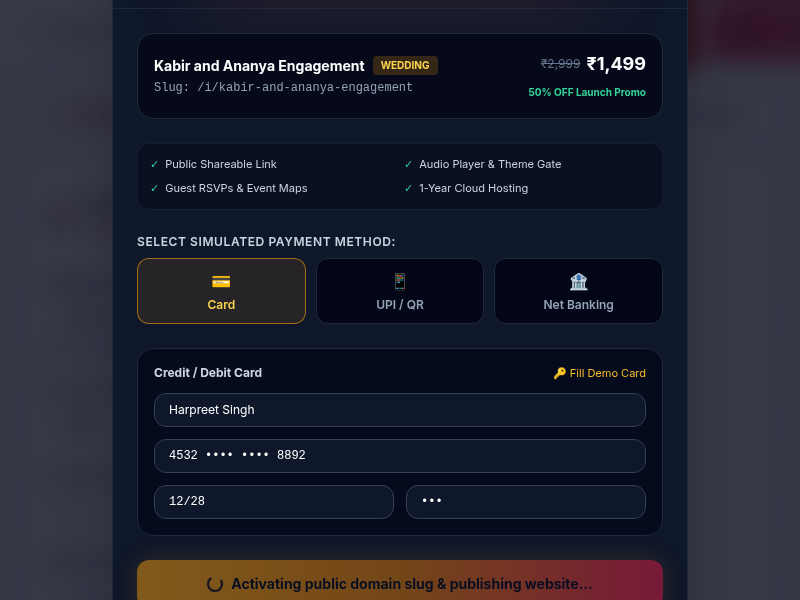 Kabir and Ananya Engagement WEDDING ₹2,999 ₹1,499
Slug: /i/kabir-and-ananya-engagement 50% OFF Launch Promo
✓ Public Shareable Link ✓ Audio Player & Theme Gate
✓ Guest RSVPs & Event Maps ✓ 1-Year Cloud Hosting
SELECT SIMULATED PAYMENT METHOD:
Card UPI / QR Net Banking
Credit / Debit Card 🔑 Fill Demo Card
Harpreet Singh
4532 •••• •••• 8892
12/28 •••
Activating public domain slug & publishing website...